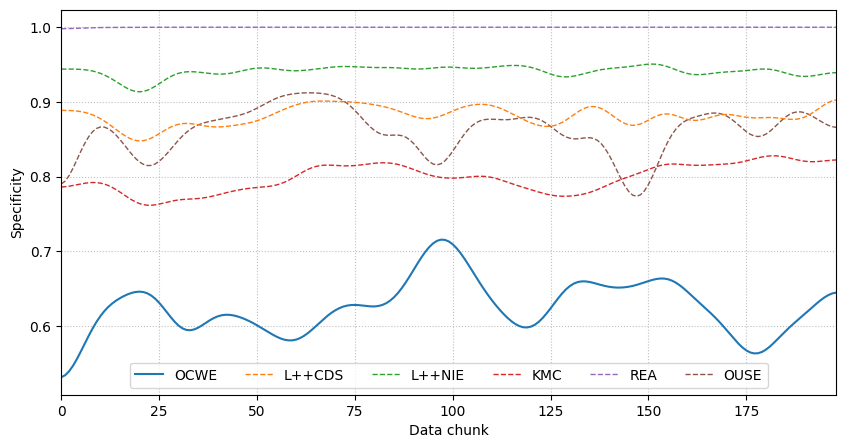 Specificity
1.0
0.9
0.8
0.7
0.6
OCWE L++CDS L++NIE KMC REA OUSE
0 25 50 75 100 125 150 175
Data chunk